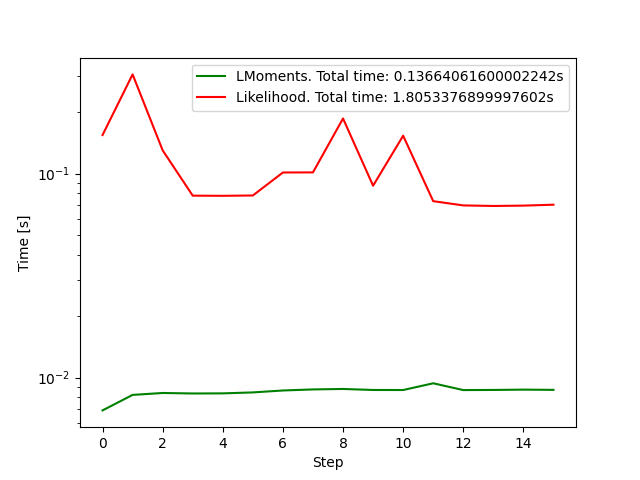 LMoments. Total time: 0.13664061600002242s
Likelihood. Total time: 1.8053376899997602s
10⁻¹
Time [s]
10⁻²
0 2 4 6 8 10 12 14
Step